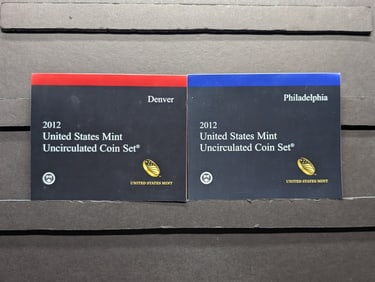 Denver
2012
United States Mint
Uncirculated Coin Set®
UNITED STATES MINT
Philadelphia
2012
United States Mint
Uncirculated Coin Set®
UNITED STATES MINT